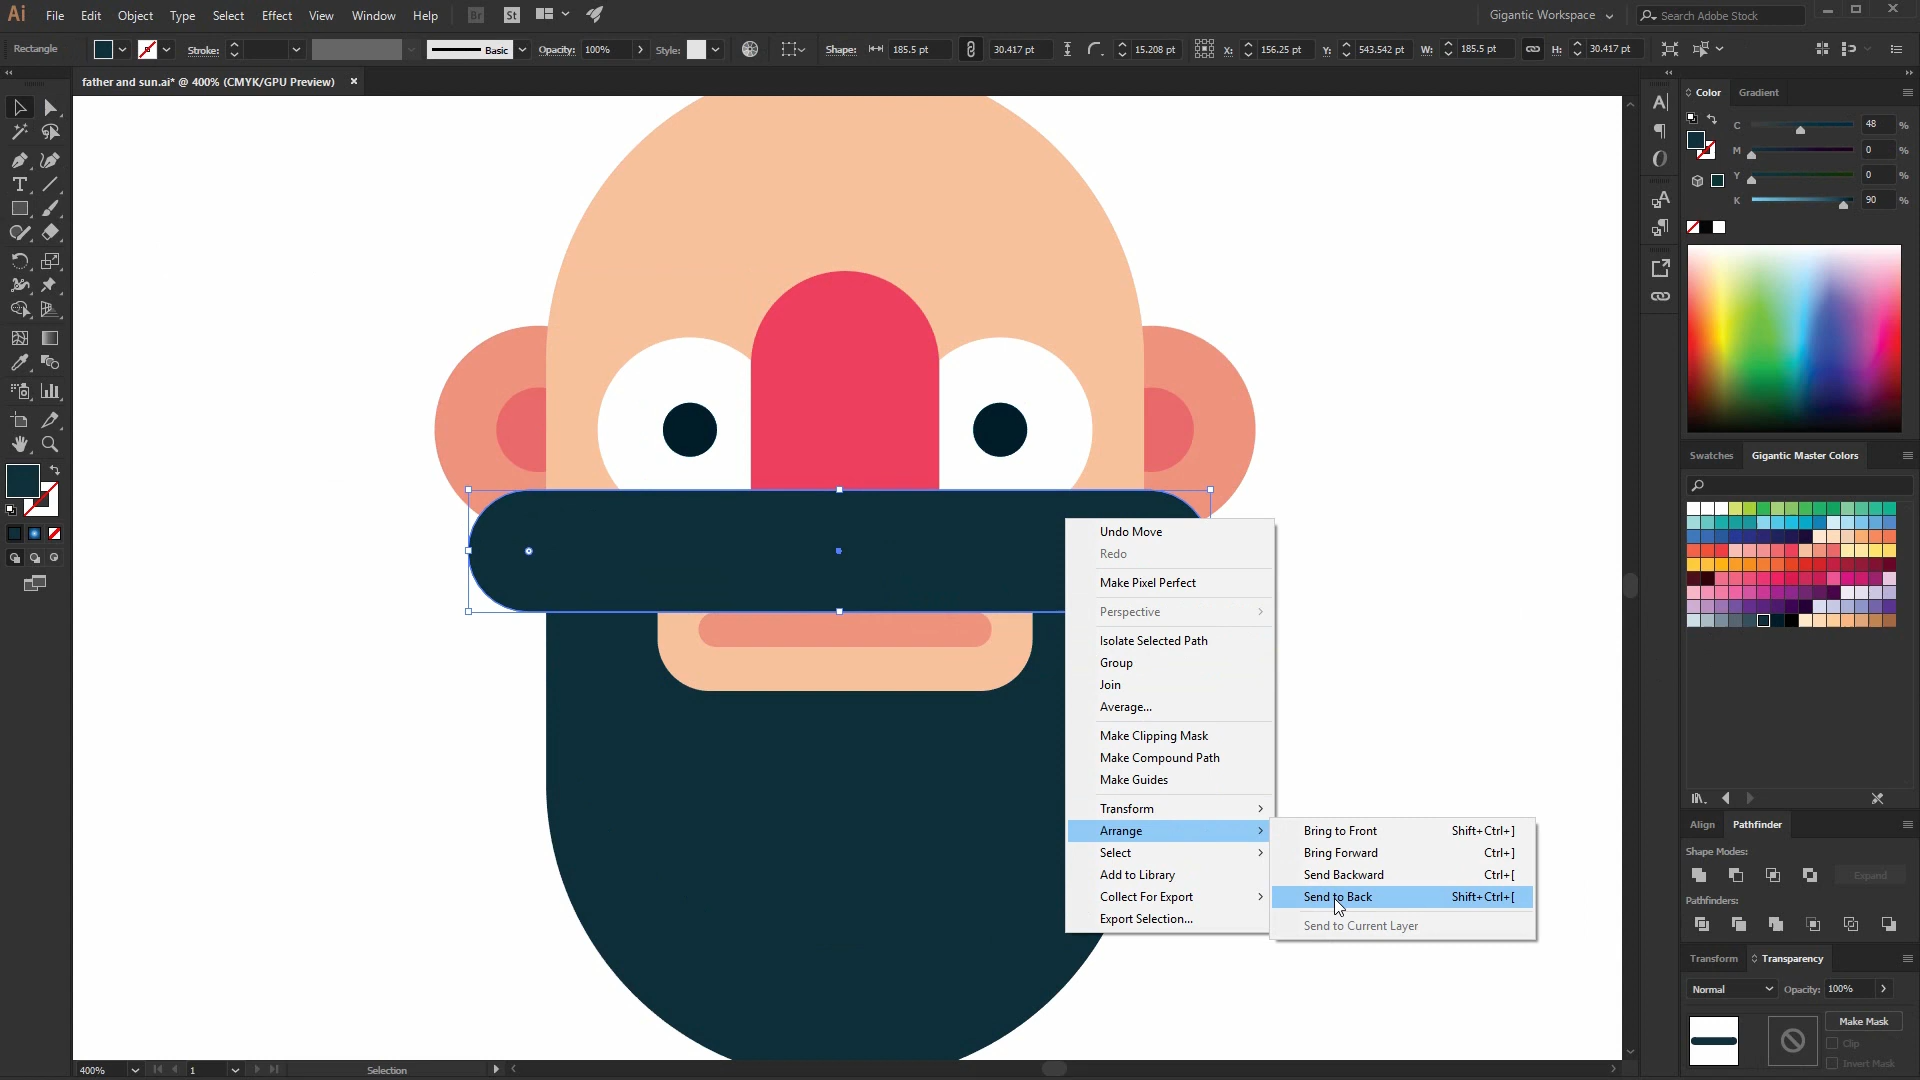 Ai File Edit Object Type Select Effect View Window Help Br St Gigantic Workspace Search Adobe Stock
Rectangle Stroke: Basic Opacity: 100% Style: Shape: 185.5 pt 30.417 pt 15.208 pt X: 156.25 pt Y: 543.542 pt W: 185.5 pt H: 30.417 pt
father and sun.ai* @ 400% (CMYK/GPU Preview)
Color Gradient
C 48 %
M 0 %
Y 0 %
K 90 %
Swatches Gigantic Master Colors
Undo Move
Redo
Make Pixel Perfect
Perspective
Isolate Selected Path
Group
Join
Average...
Make Clipping Mask
Make Compound Path
Make Guides
Transform
Arrange
Select
Add to Library
Collect For Export
Export Selection...
Bring to Front Shift+Ctrl+]
Bring Forward Ctrl+]
Send Backward Ctrl+[
Send to Back Shift+Ctrl+[
Send to Current Layer
Align Pathfinder
Shape Modes:
Expand
Pathfinders:
Transform Transparency
Normal Opacity: 100%
Make Mask
Clip
Invert Mask
400% 1 Selection